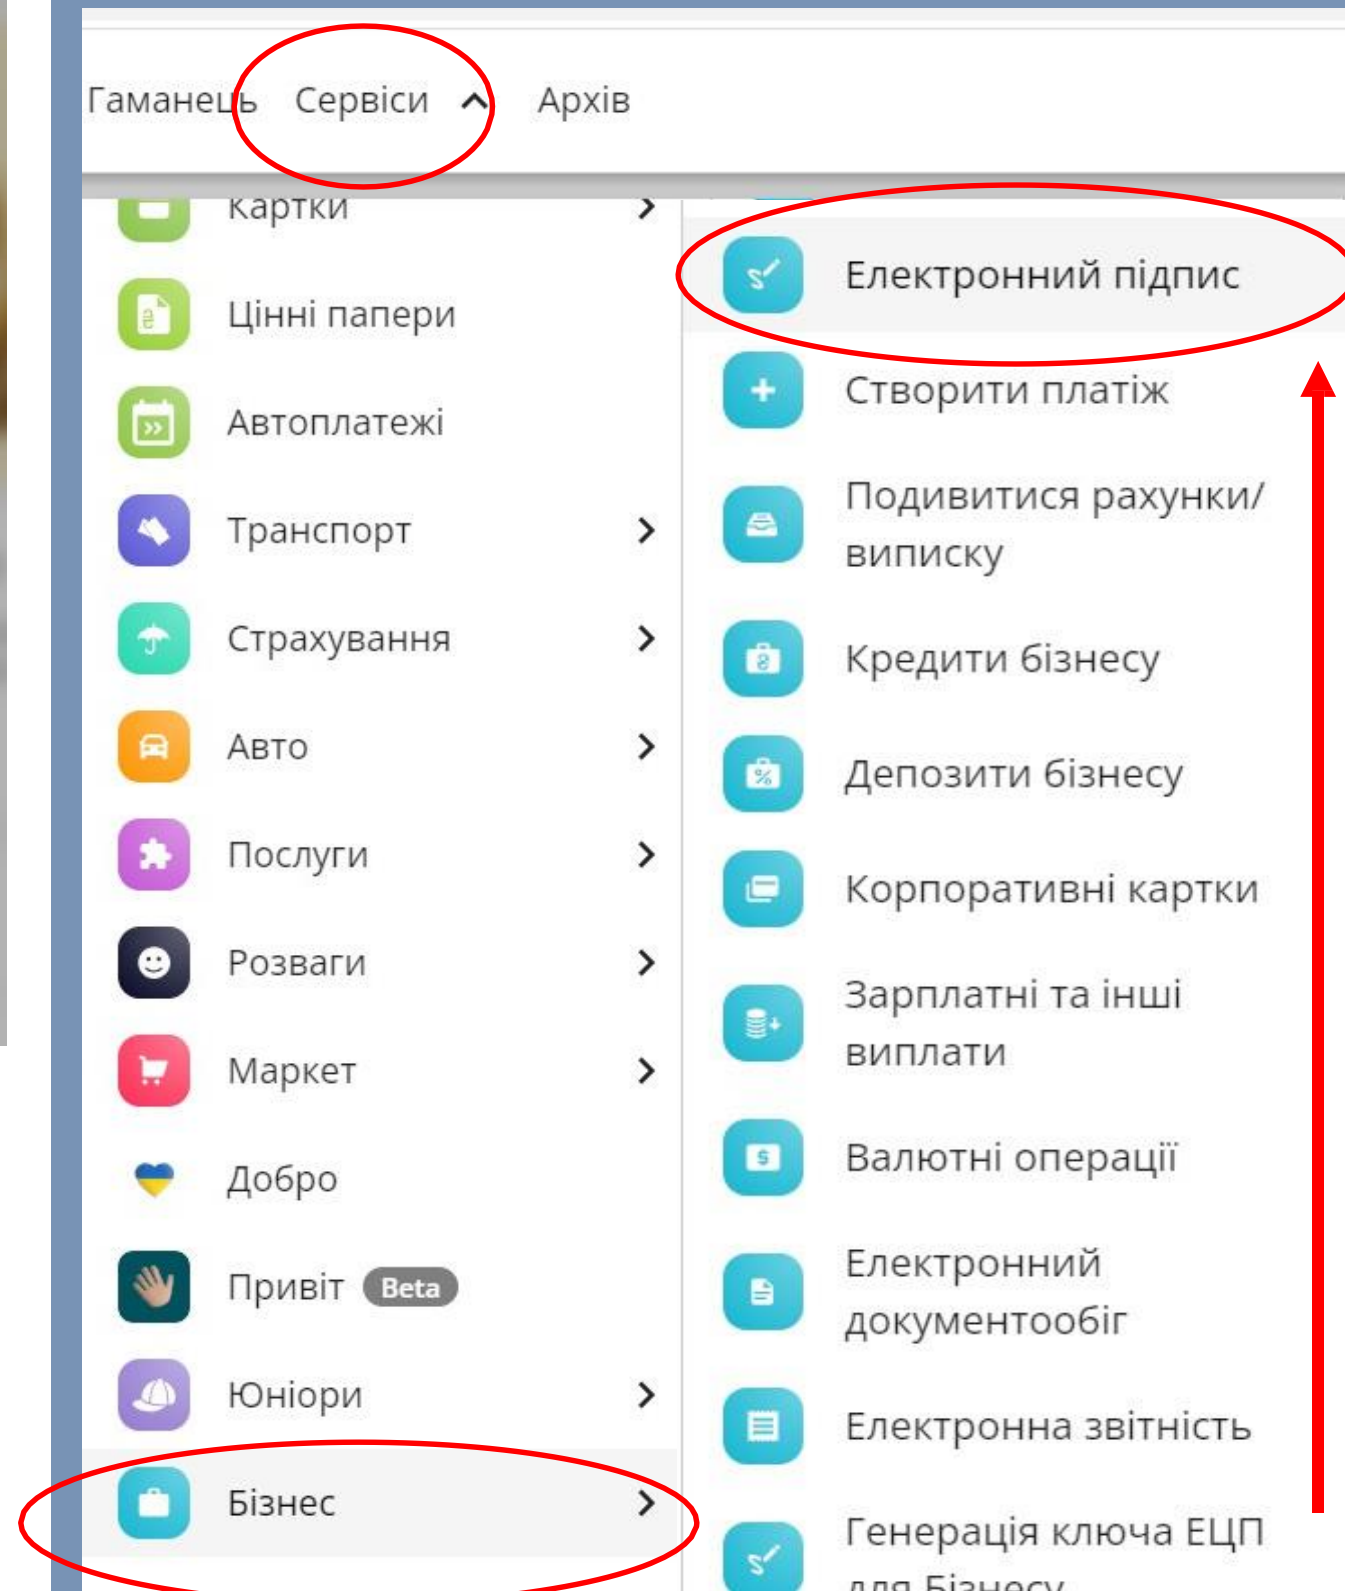 Гаманець Сервіси Архів
Картки
Цінні папери
Автоплатежі
Транспорт
Страхування
Авто
Послуги
Розваги
Маркет
Добро
Привіт Beta
Юніори
Бізнес
Електронний підпис
Створити платіж
Подивитися рахунки/
виписку
Кредити бізнесу
Депозити бізнесу
Корпоративні картки
Зарплатні та інші
виплати
Валютні операції
Електронний
документообіг
Електронна звітність
Генерація ключа ЕЦП
для Бізнесу